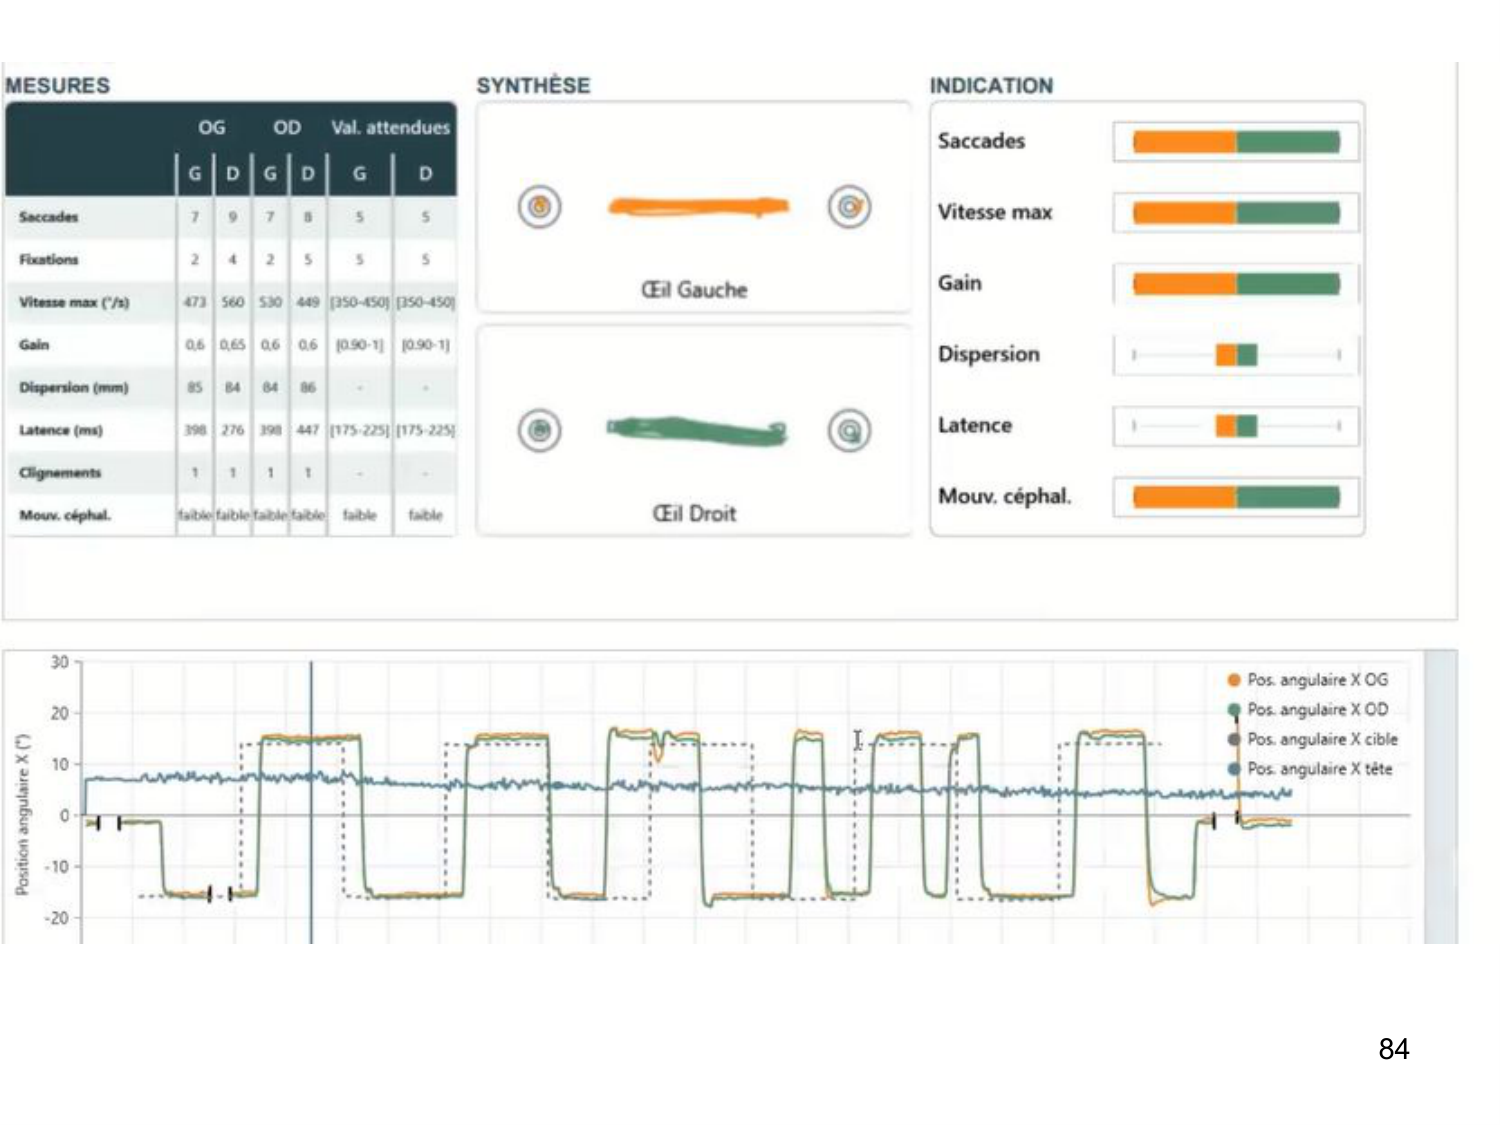 MESURES
OG OD Val. attendues
G D G D G D
Saccades 7 9 7 8 5 5
Fixations 2 4 2 5 5 5
Vitesse max (°/s) 473 560 530 449 [350-450] [350-450]
Gain 0,6 0,65 0,6 0,6 [0.90-1] [0.90-1]
Dispersion (mm) 85 84 84 86 - -
Latence (ms) 398 276 398 447 [175-225] [175-225]
Clignements 1 1 1 1 - -
Mouv. céphal. faible faible faible faible faible faible
SYNTHÈSE
Œil Gauche
Œil Droit
INDICATION
Saccades
Vitesse max
Gain
Dispersion
Latence
Mouv. céphal.
Position angulaire X (°)
30
20
10
0
-10
-20
Pos. angulaire X OG
Pos. angulaire X OD
Pos. angulaire X cible
Pos. angulaire X tête
84